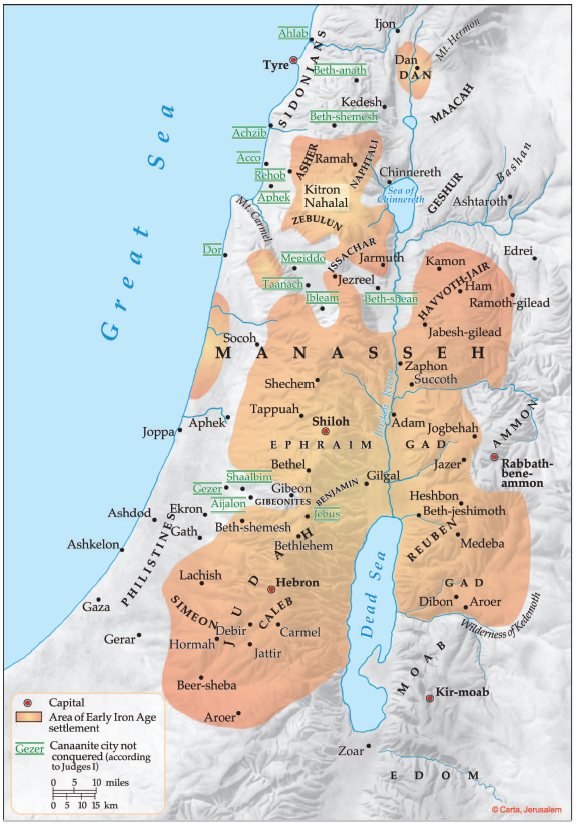 Ijon
Ahlab
Mt. Hermon
Tyre
Dan
DAN
Beth-anath
SIDONIANS
Kedesh
MAACAH
Beth-shemesh
Achzib
Great Sea
Acco
ASHER
Ramah
NAPHTALI
Rehob
Chinnereth
Bashan
Aphek
Kitron
Nahalal
Sea of
Chinnereth
GESHUR
Ashtaroth
Mt. Carmel
ZEBULUN
Dor
Megiddo
ISSACHAR
Jarmuth
Kamon
Edrei
Taanach
Jezreel
HAVVOTH-JAIR
Ham
Ibleam
Beth-shean
Ramoth-gilead
Jabesh-gilead
Socoh
MANASSEH
Zaphon
Succoth
Shechem
Jordan River
Tappuah
Aphek
Shiloh
Adam
Jogbehah
AMMON
Joppa
EPHRAIM
GAD
Bethel
Jazer
Rabbath-
bene-
ammon
Shaalbim
Gilgal
Gezer
Gibeon
BENJAMIN
Heshbon
Aijalon
GIBEONITES
Ekron
Jebus
Beth-jeshimoth
Ashdod
Beth-shemesh
REUBEN
Gath
Bethlehem
Medeba
Ashkelon
PHILISTINES
JUDAH
Lachish
Hebron
GAD
Dead Sea
Gaza
SIMEON
CALEB
Dibon
Aroer
Debir
Carmel
Wilderness of Kedemoth
Gerar
Hormah
Jattir
MOAB
Beer-sheba
Kir-moab
Aroer
Zoar
EDOM
Capital
Area of Early Iron Age
settlement
Gezer
Canaanite city not
conquered (according
to Judges I)
0 5 10 miles
0 5 10 15 km
© Carta, Jerusalem